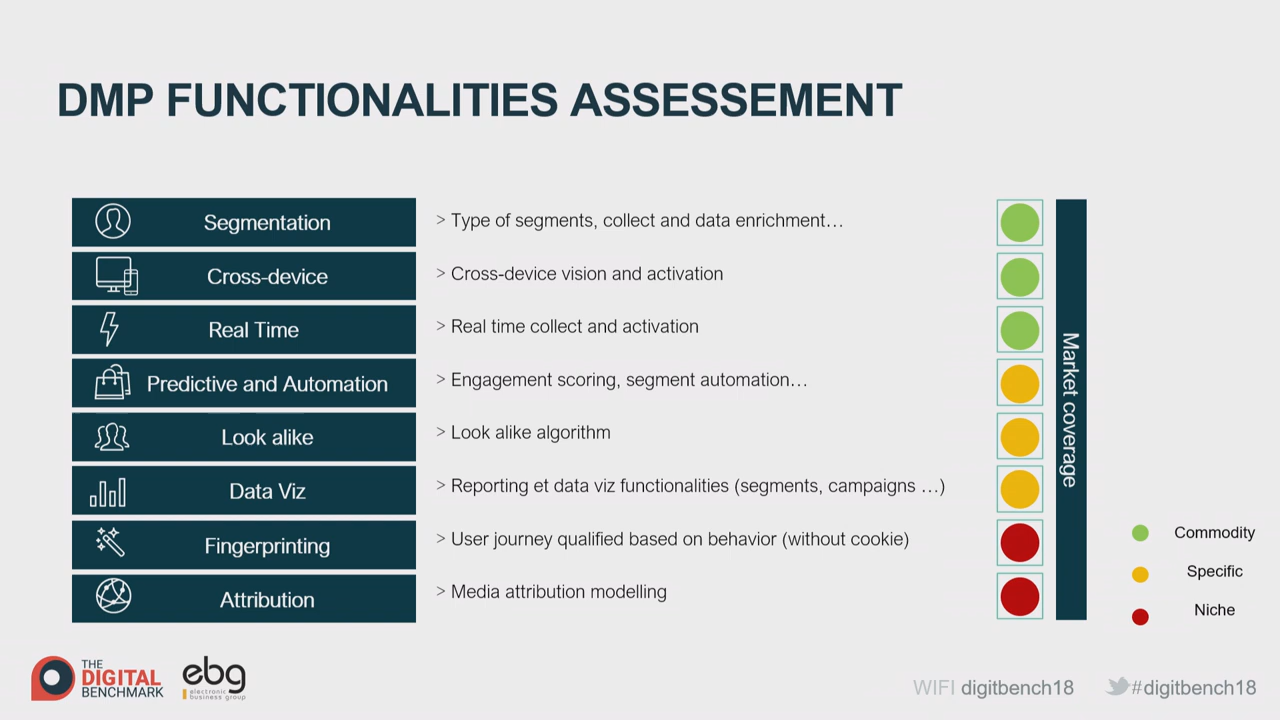 DMP FUNCTIONALITIES ASSESSEMENT
Segmentation
> Type of segments, collect and data enrichment…
Cross-device
> Cross-device vision and activation
Real Time
> Real time collect and activation
Predictive and Automation
> Engagement scoring, segment automation…
Look alike
> Look alike algorithm
Data Viz
> Reporting et data viz functionalities (segments, campaigns …)
Fingerprinting
> User journey qualified based on behavior (without cookie)
Attribution
> Media attribution modelling
Market coverage
Commodity
Specific
Niche
THE
DIGITAL
BENCHMARK
ebg
electronic
business group
WIFI digitbench18
#digitbench18